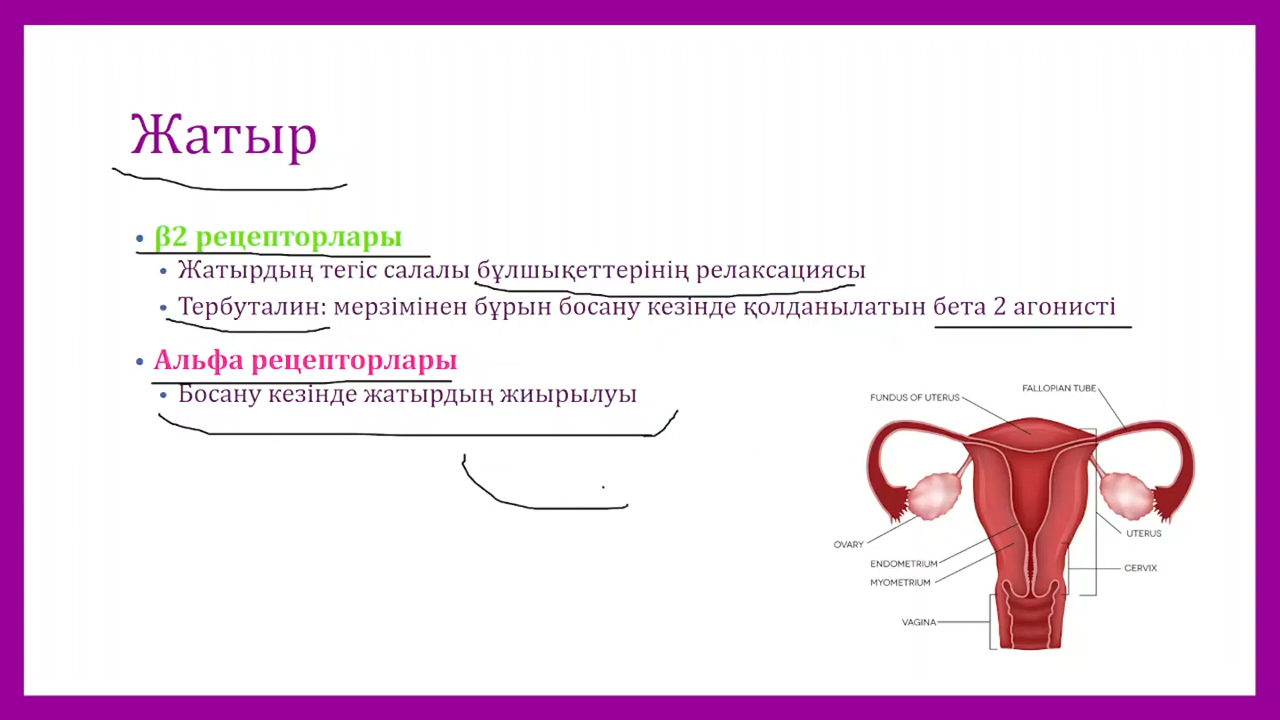 Жатыр
• β2 рецепторлары
• Жатырдың тегіс салалы бұлшықеттерінің релаксациясы
• Тербуталин: мерзімінен бұрын босану кезінде қолданылатын бета 2 агонисті
• Альфа рецепторлары
• Босану кезінде жатырдың жиырылуы
FALLOPIAN TUBE
FUNDUS OF UTERUS
OVARY
UTERUS
ENDOMETRIUM
CERVIX
MYOMETRIUM
VAGINA